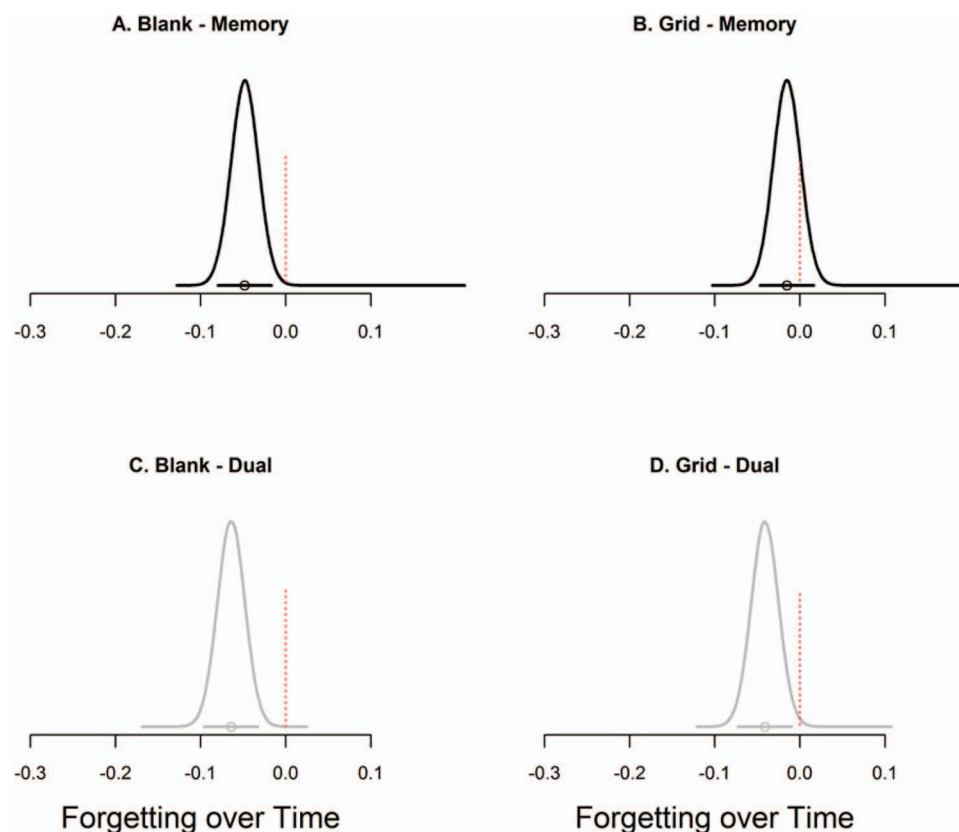 A. Blank - Memory
B. Grid - Memory
-0.3 -0.2 -0.1 0.0 0.1
-0.3 -0.2 -0.1 0.0 0.1
C. Blank - Dual
D. Grid - Dual
-0.3 -0.2 -0.1 0.0 0.1
-0.3 -0.2 -0.1 0.0 0.1
Forgetting over Time
Forgetting over Time